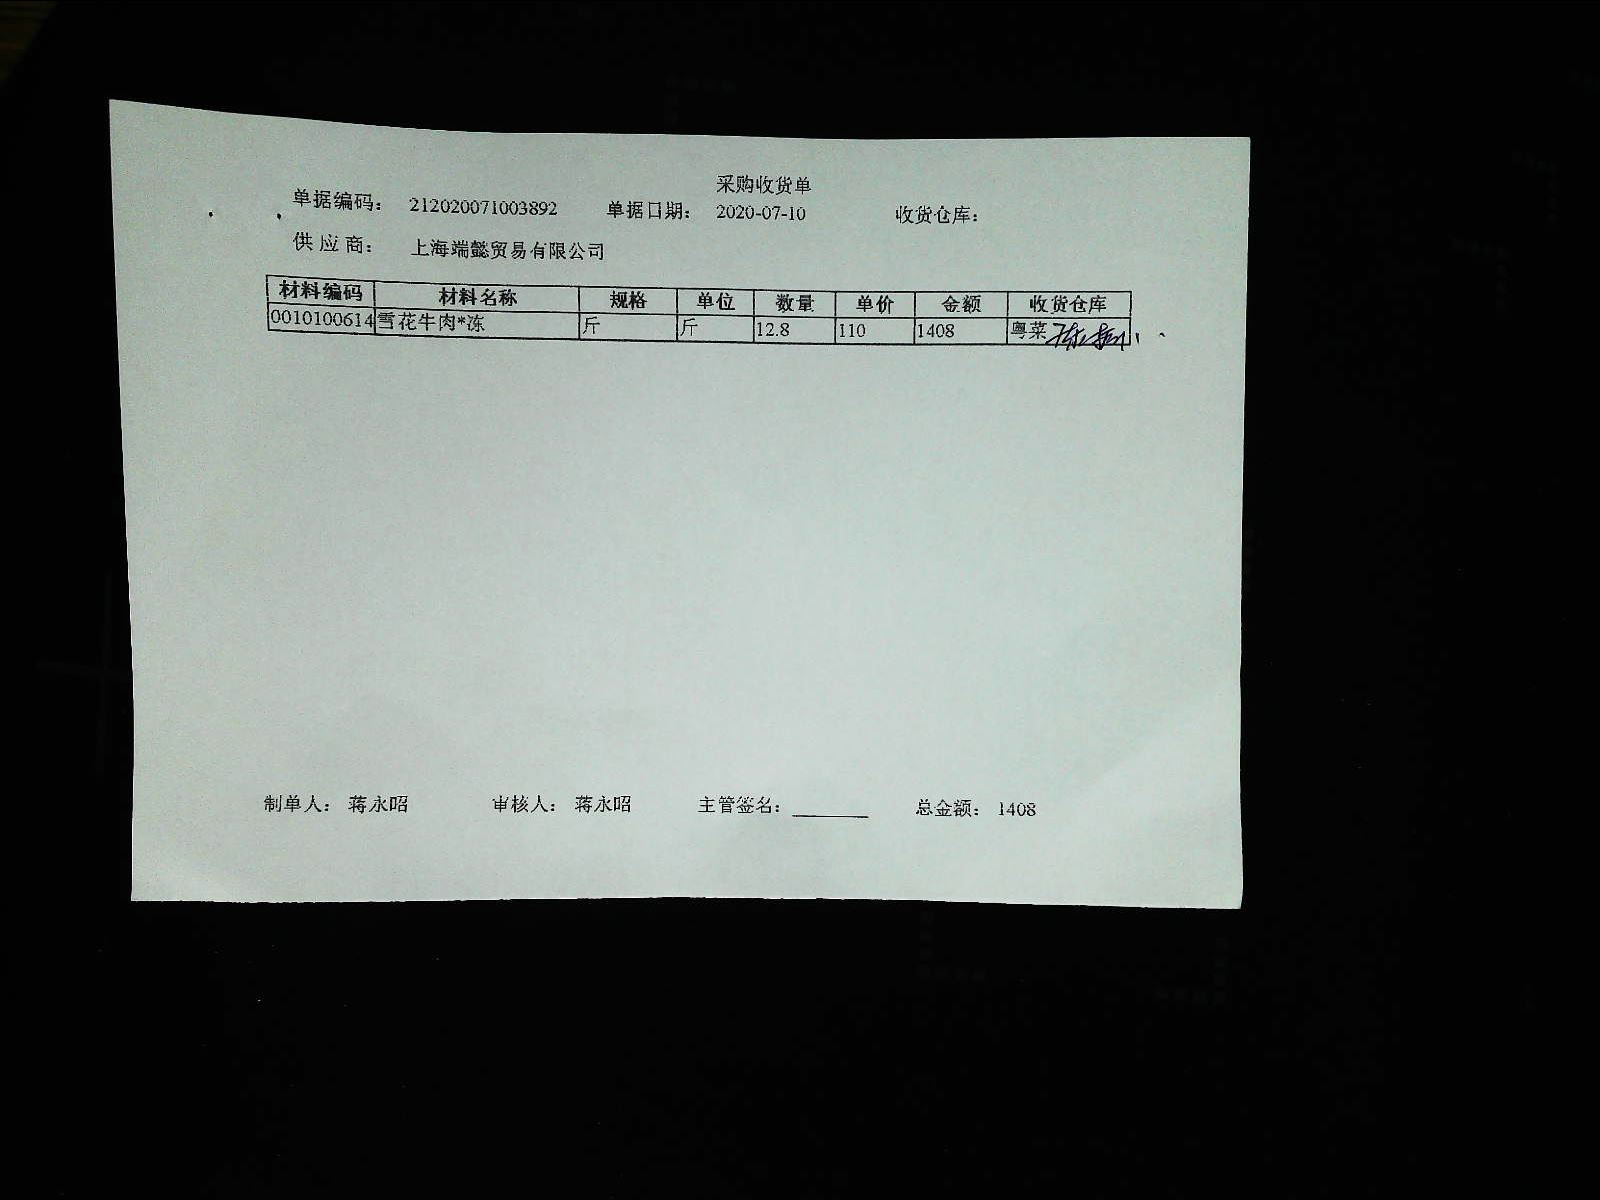 采购收货单
单据编码： 212020071003892 单据日期： 2020-07-10 收货仓库：
供 应 商： 上海端懿贸易有限公司
材料编码 材料名称 规格 单位 数量 单价 金额 收货仓库
0010100614 雪花牛肉*冻 斤 斤 12.8 110 1408 粤菜
制单人： 蒋永昭 审核人： 蒋永昭 主管签名： 总金额： 1408